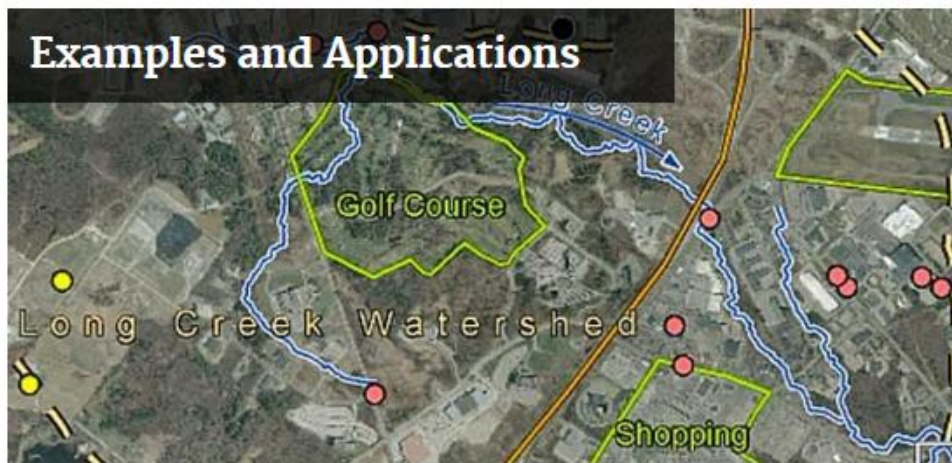 Examples and Applications
Long Creek
Golf Course
Long Creek Watershed
Shopping